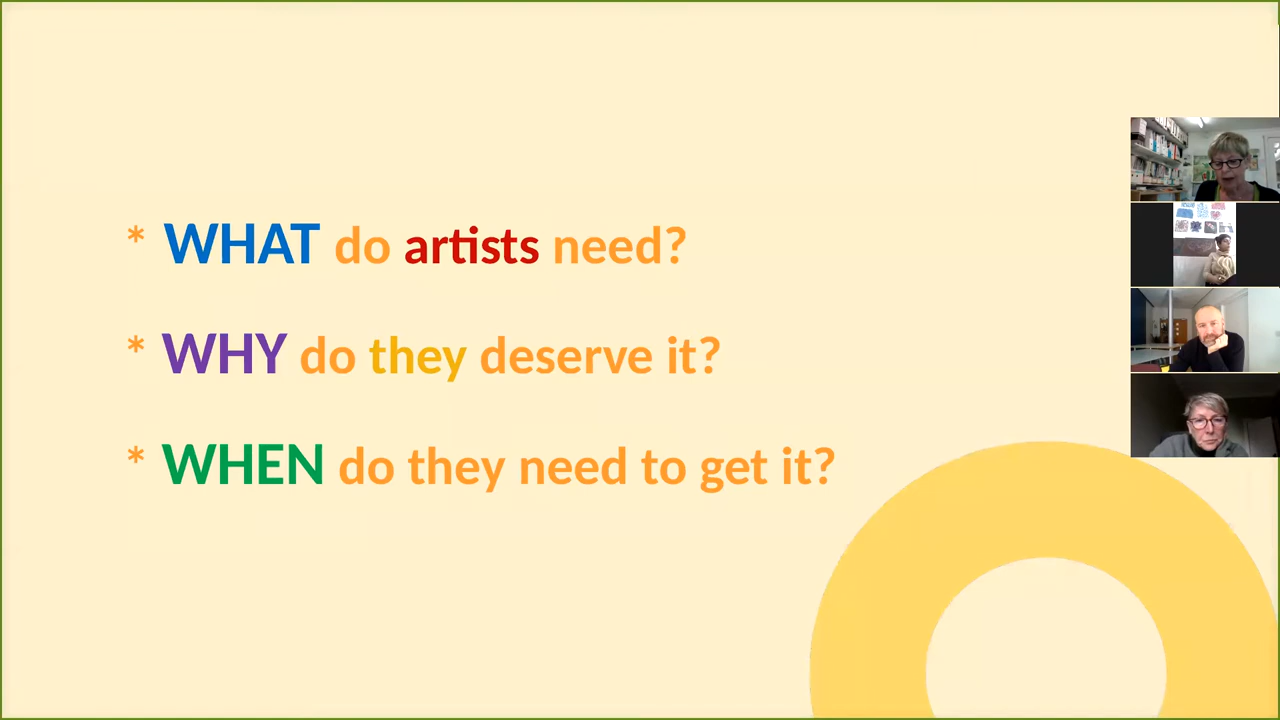 * WHAT do artists need?
* WHY do they deserve it?
* WHEN do they need to get it?